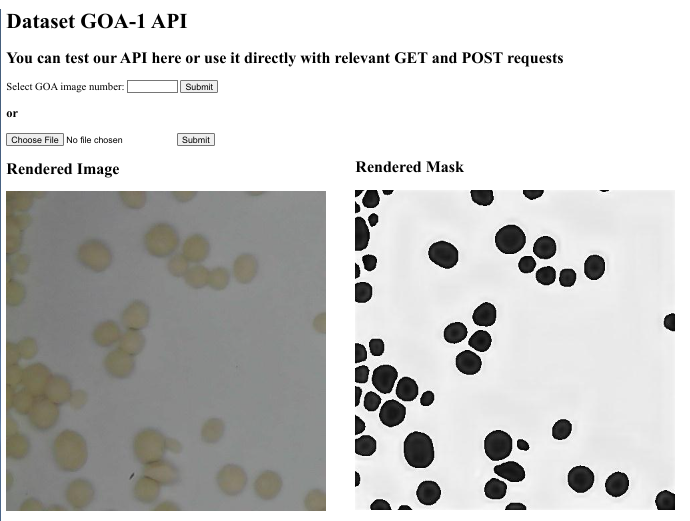 Dataset GOA-1 API
You can test our API here or use it directly with relevant GET and POST requests
Select GOA image number: Submit
or
Choose File No file chosen Submit
Rendered Image
Rendered Mask